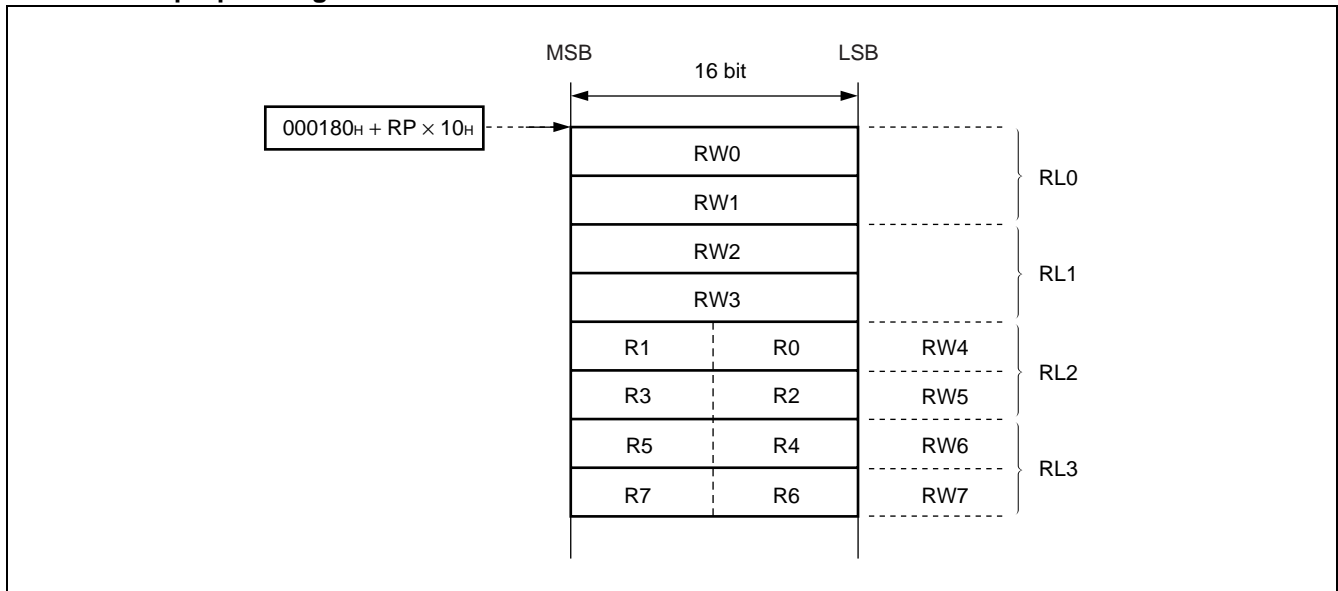 MSB LSB
16 bit
000180H + RP × 10H
RW0
RL0
RW1
RW2
RL1
RW3
R1 R0 RW4
RL2
R3 R2 RW5
R5 R4 RW6
RL3
R7 R6 RW7